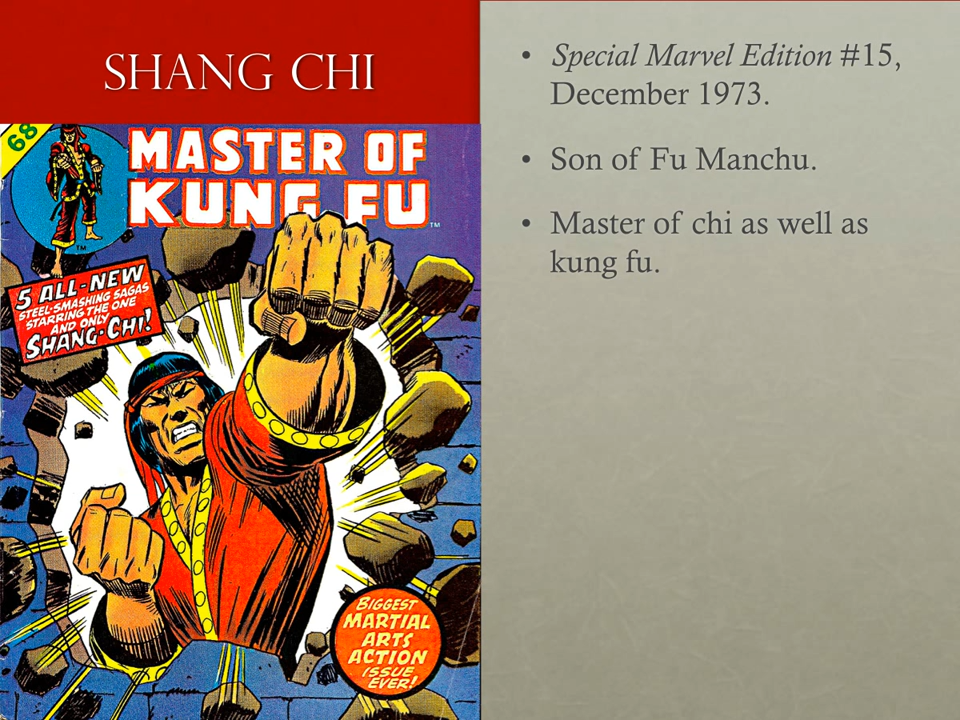 SHANG CHI
• Special Marvel Edition #15,
December 1973.
• Son of Fu Manchu.
• Master of chi as well as
kung fu.
68
MASTER OF
KUNG FU™
TM
5 ALL-NEW
STEEL-SMASHING SAGAS
STARRING THE ONE
AND ONLY
SHANG-CHI!
BIGGEST
MARTIAL
ARTS
ACTION
ISSUE
EVER!